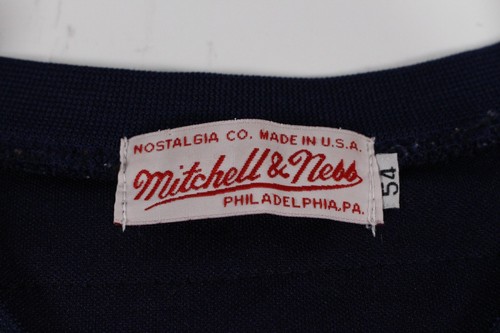 NOSTALGIA CO. MADE IN U.S.A.
Mitchell & Ness
PHILADELPHIA, PA.
54